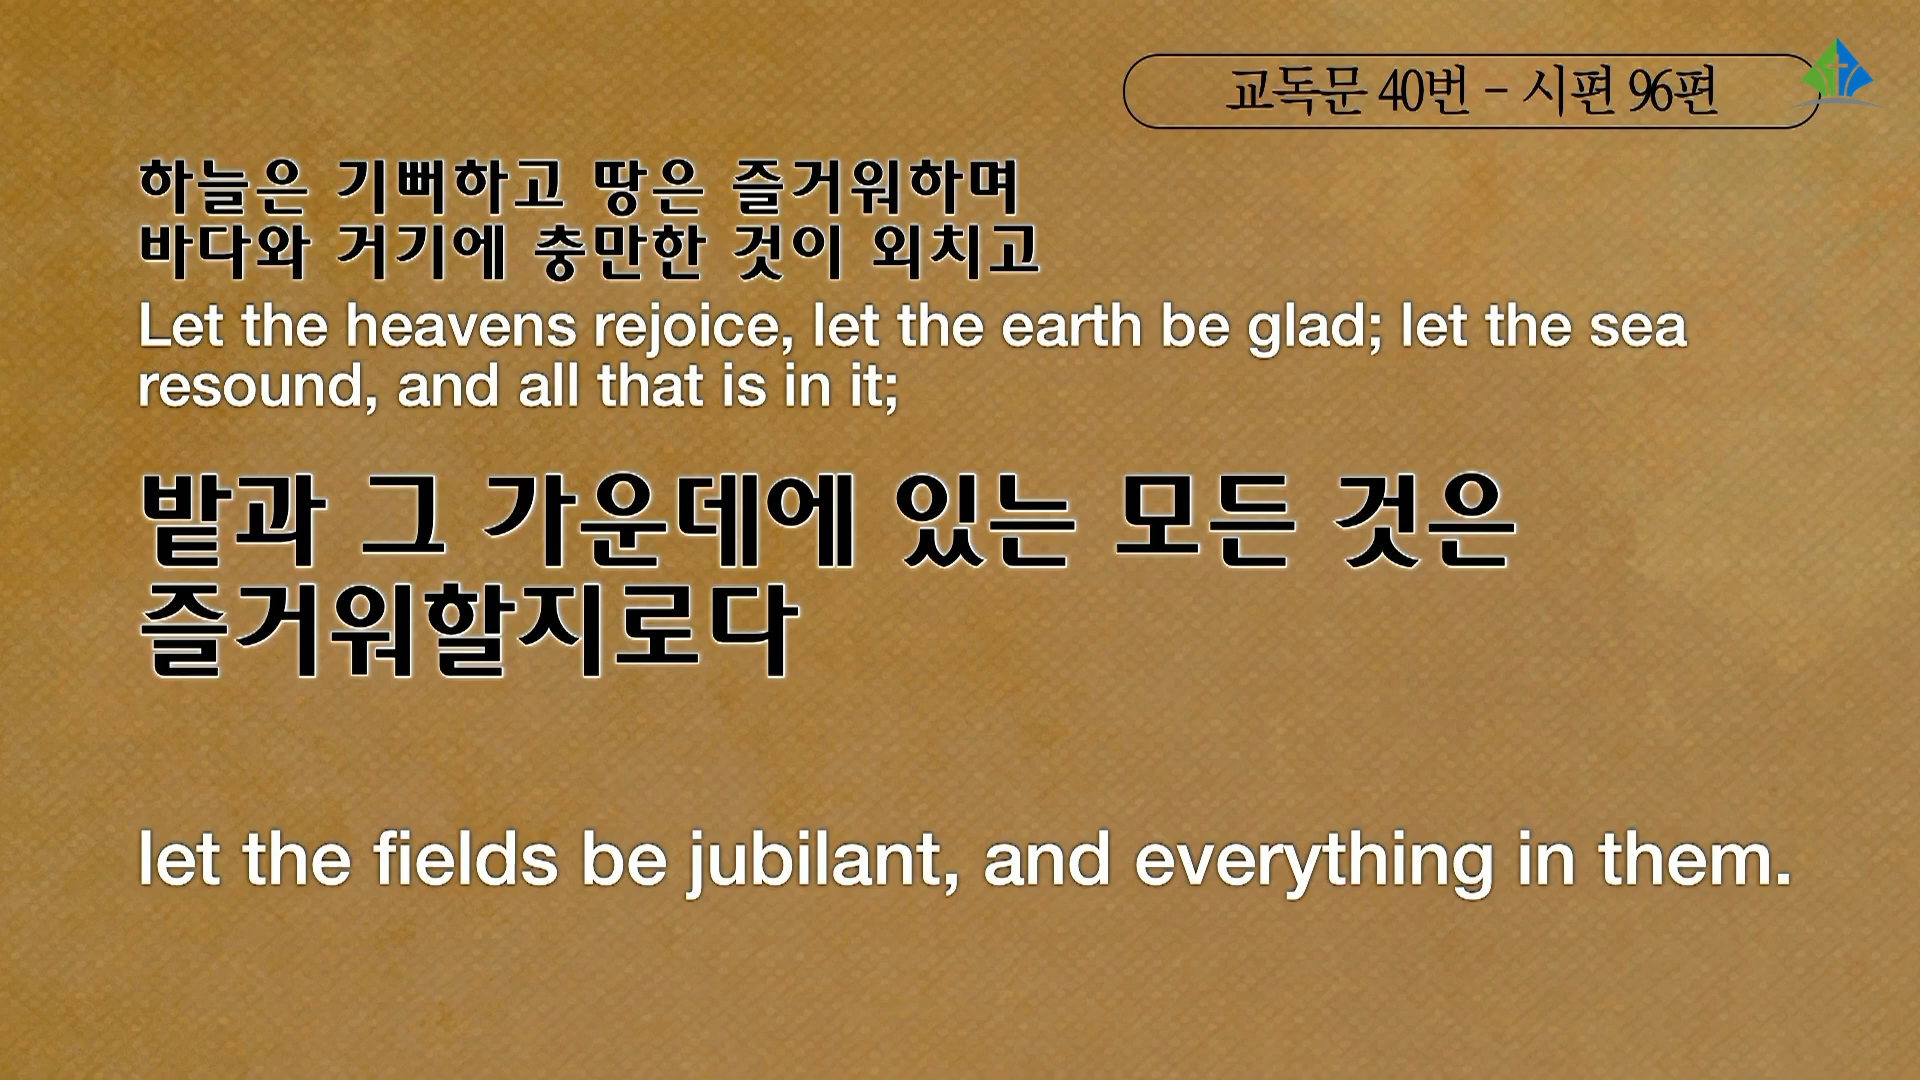 교독문 40번 - 시편 96편
하늘은 기뻐하고 땅은 즐거워하며
바다와 거기에 충만한 것이 외치고
Let the heavens rejoice, let the earth be glad; let the sea
resound, and all that is in it;
밭과 그 가운데에 있는 모든 것은
즐거워할지로다
let the fields be jubilant, and everything in them.